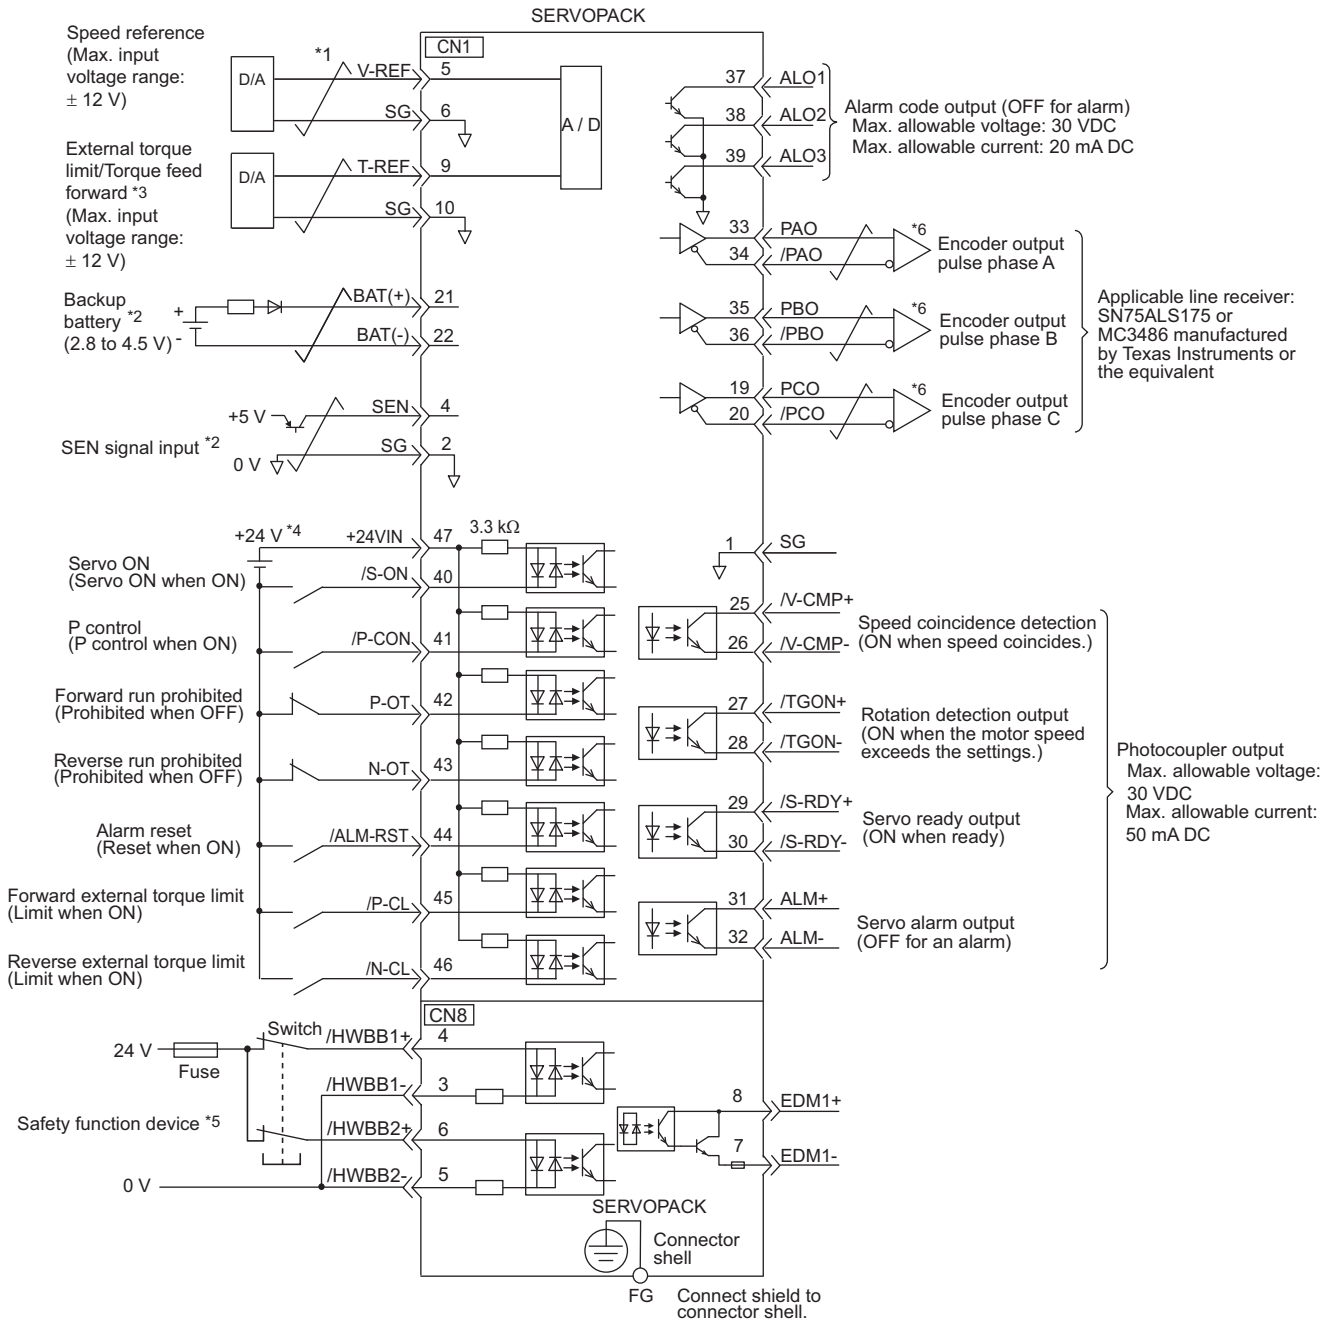 SERVOPACK
CN1
Speed reference
(Max. input
voltage range:
± 12 V)
D/A
*1
V-REF
5
SG
6
A / D
External torque
limit/Torque feed
forward *3
(Max. input
voltage range:
± 12 V)
D/A
T-REF
9
SG
10
Backup
battery *2
(2.8 to 4.5 V)
+
-
BAT(+)
21
BAT(-)
22
+5 V
SEN
4
SEN signal input *2
0 V
SG
2
37
ALO1
38
ALO2
39
ALO3
Alarm code output (OFF for alarm)
Max. allowable voltage: 30 VDC
Max. allowable current: 20 mA DC
33
PAO
34
/PAO
*6
Encoder output
pulse phase A
35
PBO
36
/PBO
*6
Encoder output
pulse phase B
19
PCO
20
/PCO
*6
Encoder output
pulse phase C
Applicable line receiver:
SN75ALS175 or
MC3486 manufactured
by Texas Instruments or
the equivalent
+24 V *4
+24VIN
47
3.3 kΩ
Servo ON
(Servo ON when ON)
/S-ON
40
P control
(P control when ON)
/P-CON
41
Forward run prohibited
(Prohibited when OFF)
P-OT
42
Reverse run prohibited
(Prohibited when OFF)
N-OT
43
Alarm reset
(Reset when ON)
/ALM-RST
44
Forward external torque limit
(Limit when ON)
/P-CL
45
Reverse external torque limit
(Limit when ON)
/N-CL
46
1
SG
25
/V-CMP+
26
/V-CMP-
Speed coincidence detection
(ON when speed coincides.)
27
/TGON+
28
/TGON-
Rotation detection output
(ON when the motor speed
exceeds the settings.)
29
/S-RDY+
30
/S-RDY-
Servo ready output
(ON when ready)
31
ALM+
32
ALM-
Servo alarm output
(OFF for an alarm)
Photocoupler output
Max. allowable voltage:
30 VDC
Max. allowable current:
50 mA DC
CN8
24 V
Fuse
Switch
/HWBB1+
4
/HWBB1-
3
Safety function device *5
/HWBB2+
6
0 V
/HWBB2-
5
8
EDM1+
7
EDM1-
SERVOPACK
Connector
shell
FG
Connect shield to
connector shell.